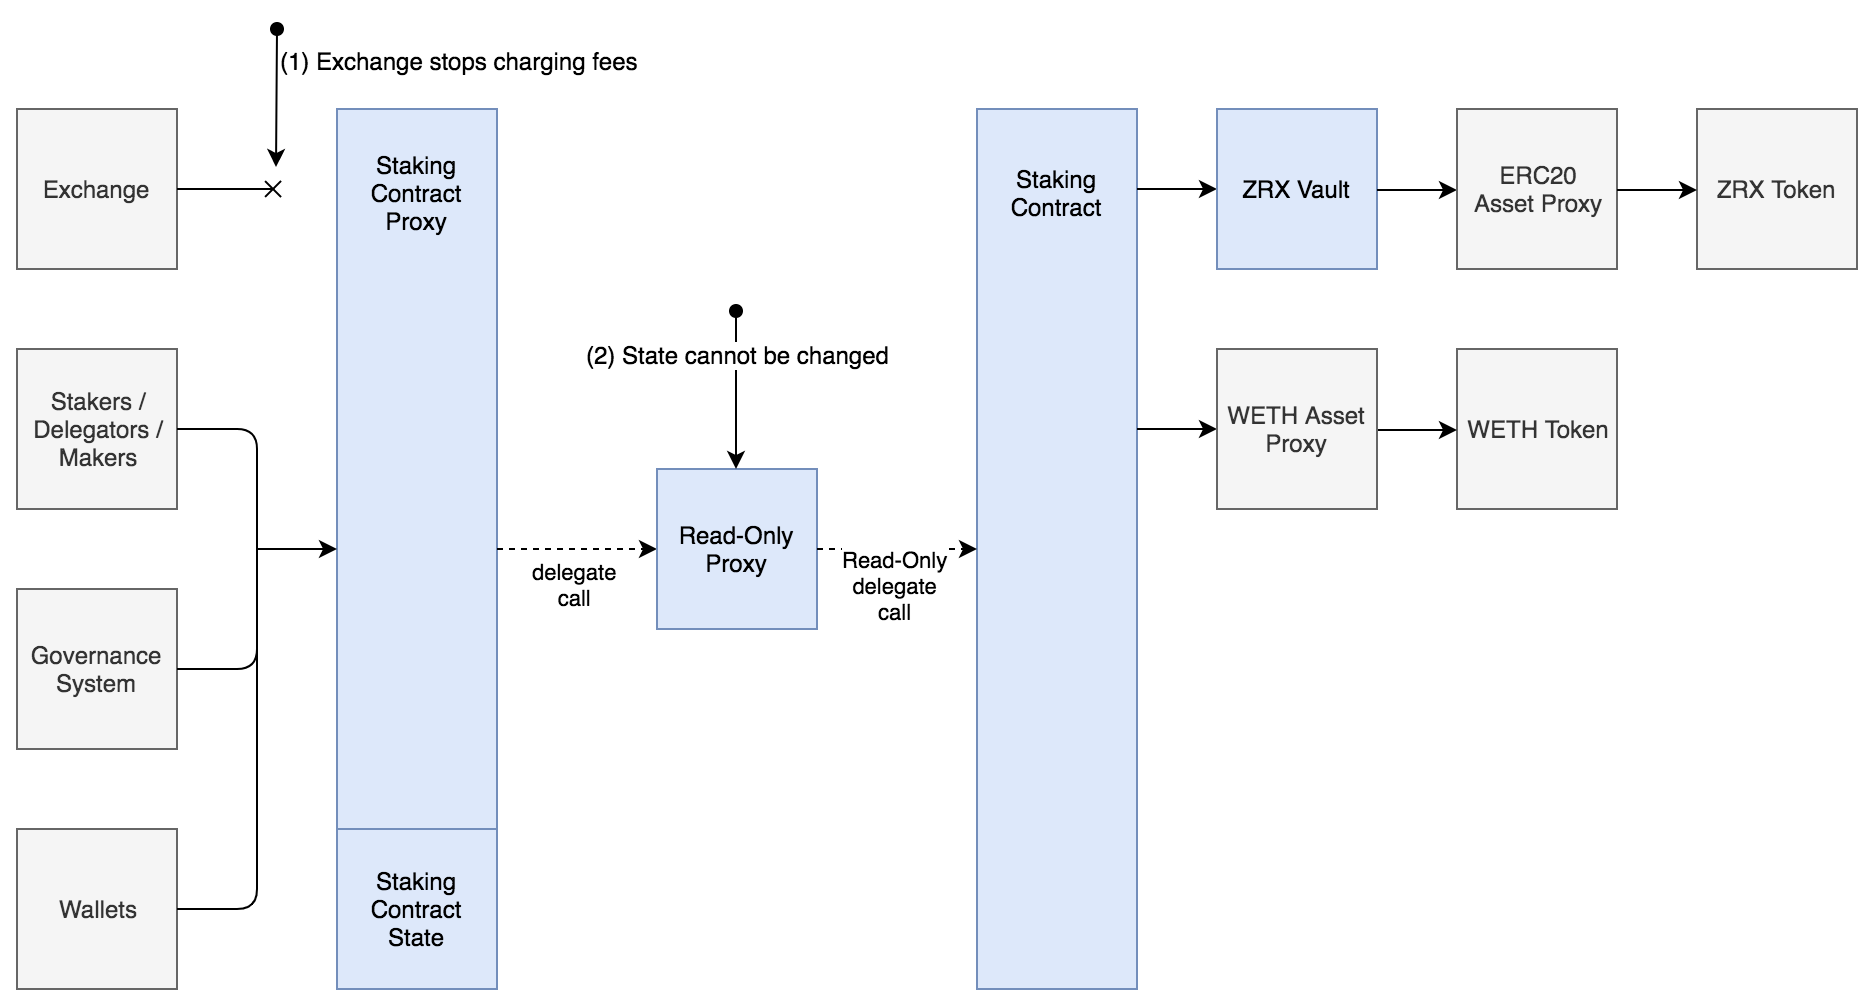 (1) Exchange stops charging fees
Exchange
Staking
Contract
Proxy
Staking
Contract
ZRX Vault
ERC20
Asset Proxy
ZRX Token
(2) State cannot be changed
Stakers /
Delegators /
Makers
WETH Asset
Proxy
WETH Token
Read-Only
Proxy
delegate
call
Read-Only
delegate
call
Governance
System
Wallets
Staking
Contract
State